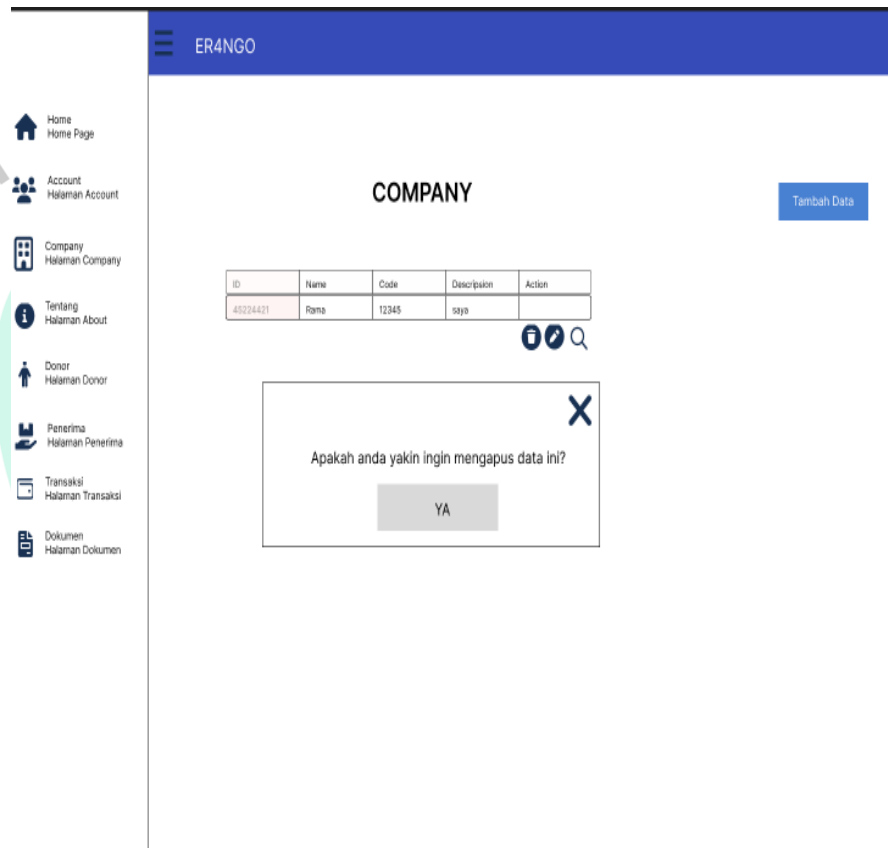 ER4NGO
Home
Home Page
Account
Halaman Account
Company
Halaman Company
Tentang
Halaman About
Donor
Halaman Donor
Penerima
Halaman Penerima
Transaksi
Halaman Transaksi
Dokumen
Halaman Dokumen
COMPANY
Tambah Data
ID Name Code Descripsion Action
45224421 Rama 12345 saya
Apakah anda yakin ingin mengapus data ini?
YA